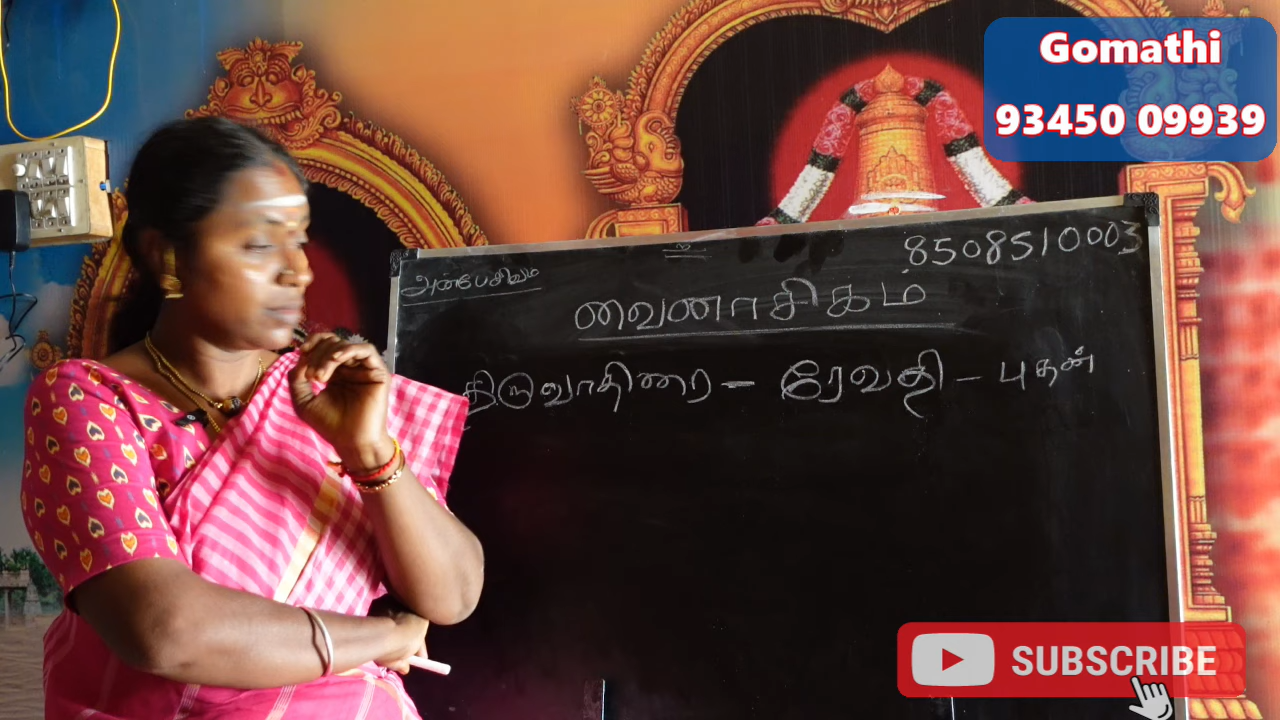 Gomathi
93450 09939
8508510003
அன்பேசிவம்
வைணாசிகம்
திருவாதிரை - ரேவதி - புதன்
SUBSCRIBE